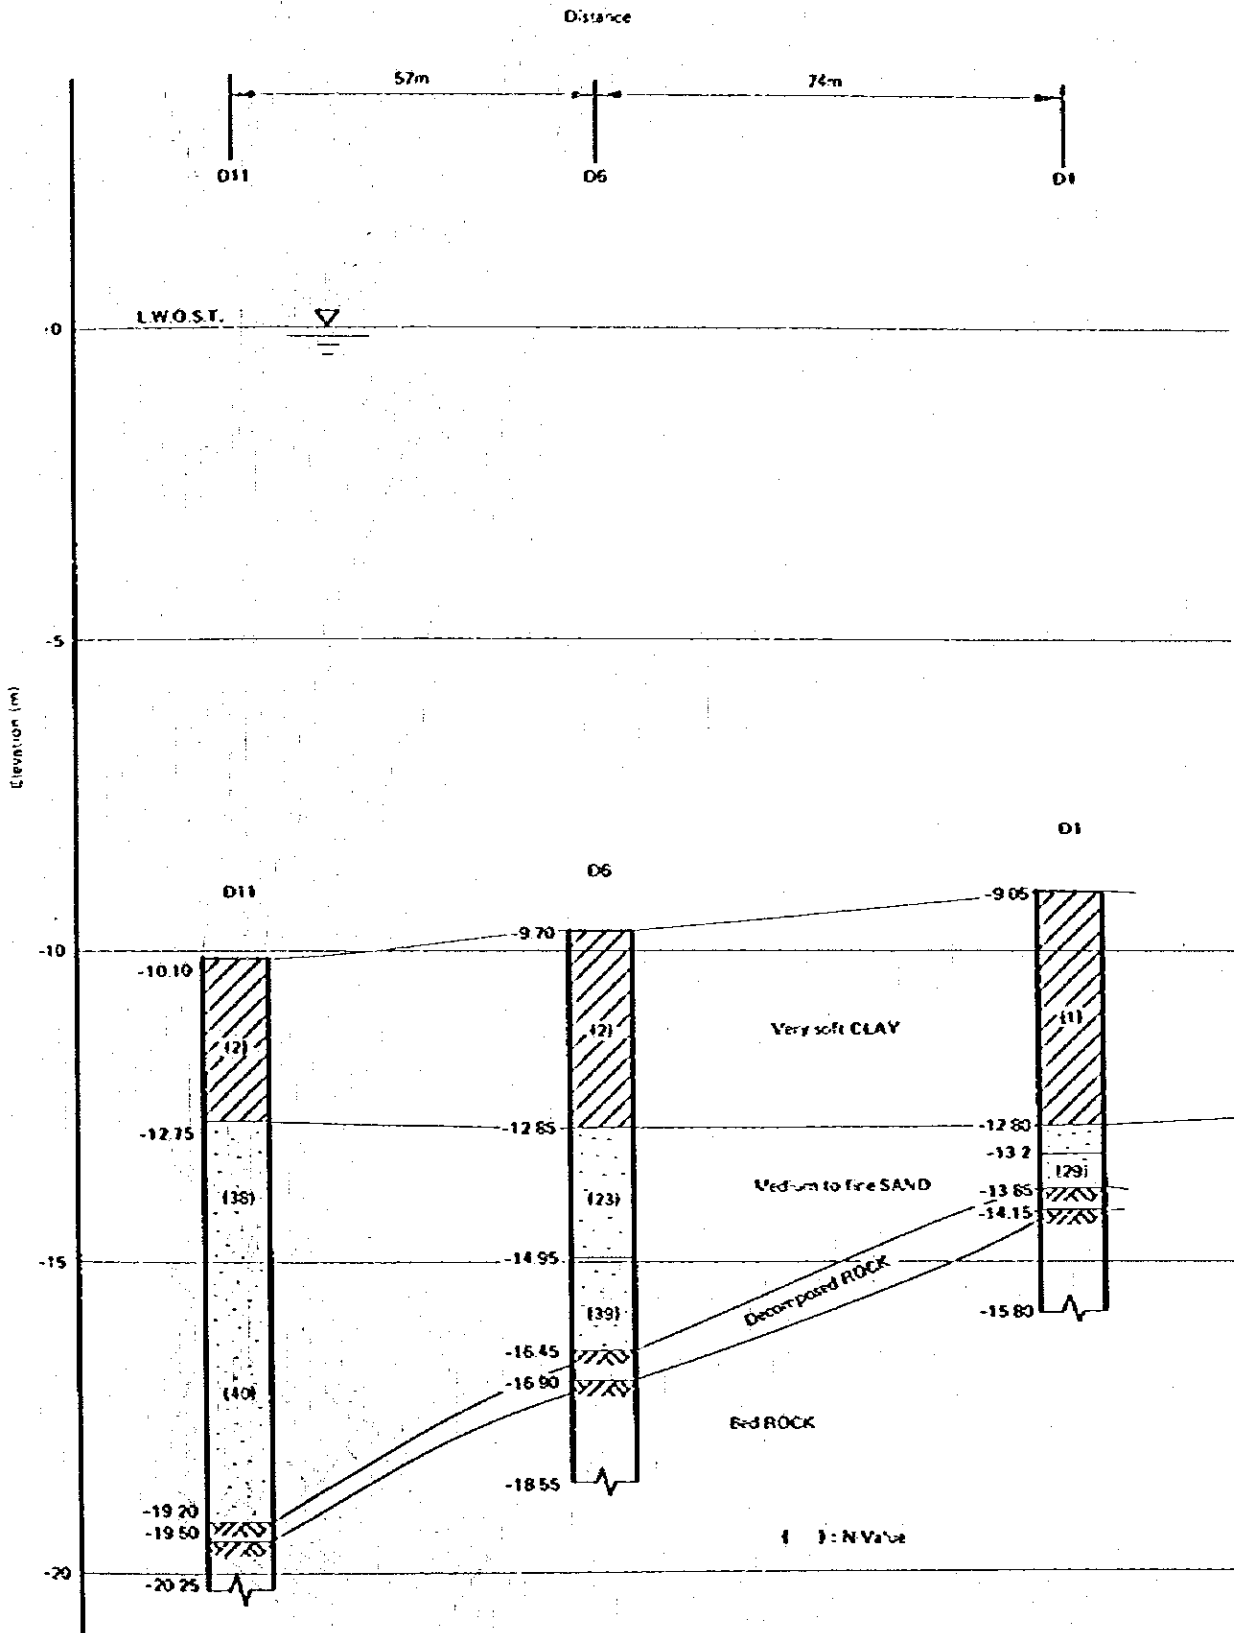 Distance
57m
74m
D11
D6
D1
L.W.O.S.T.
0
-5
Elevation (m)
D1
D6
D11
-9.05
-9.70
-10
-10.10
(2)
(2)
Very soft CLAY
(1)
-12.75
-12.85
-12.80
-13.2
(38)
(23)
Medium to fine SAND
(29)
-13.85
-14.15
-14.95
-15
Decomposed ROCK
(39)
-15.80
-16.45
-16.90
(40)
Bed ROCK
-18.55
-19.20
-19.50
( ) : N-Value
-20
-20.25